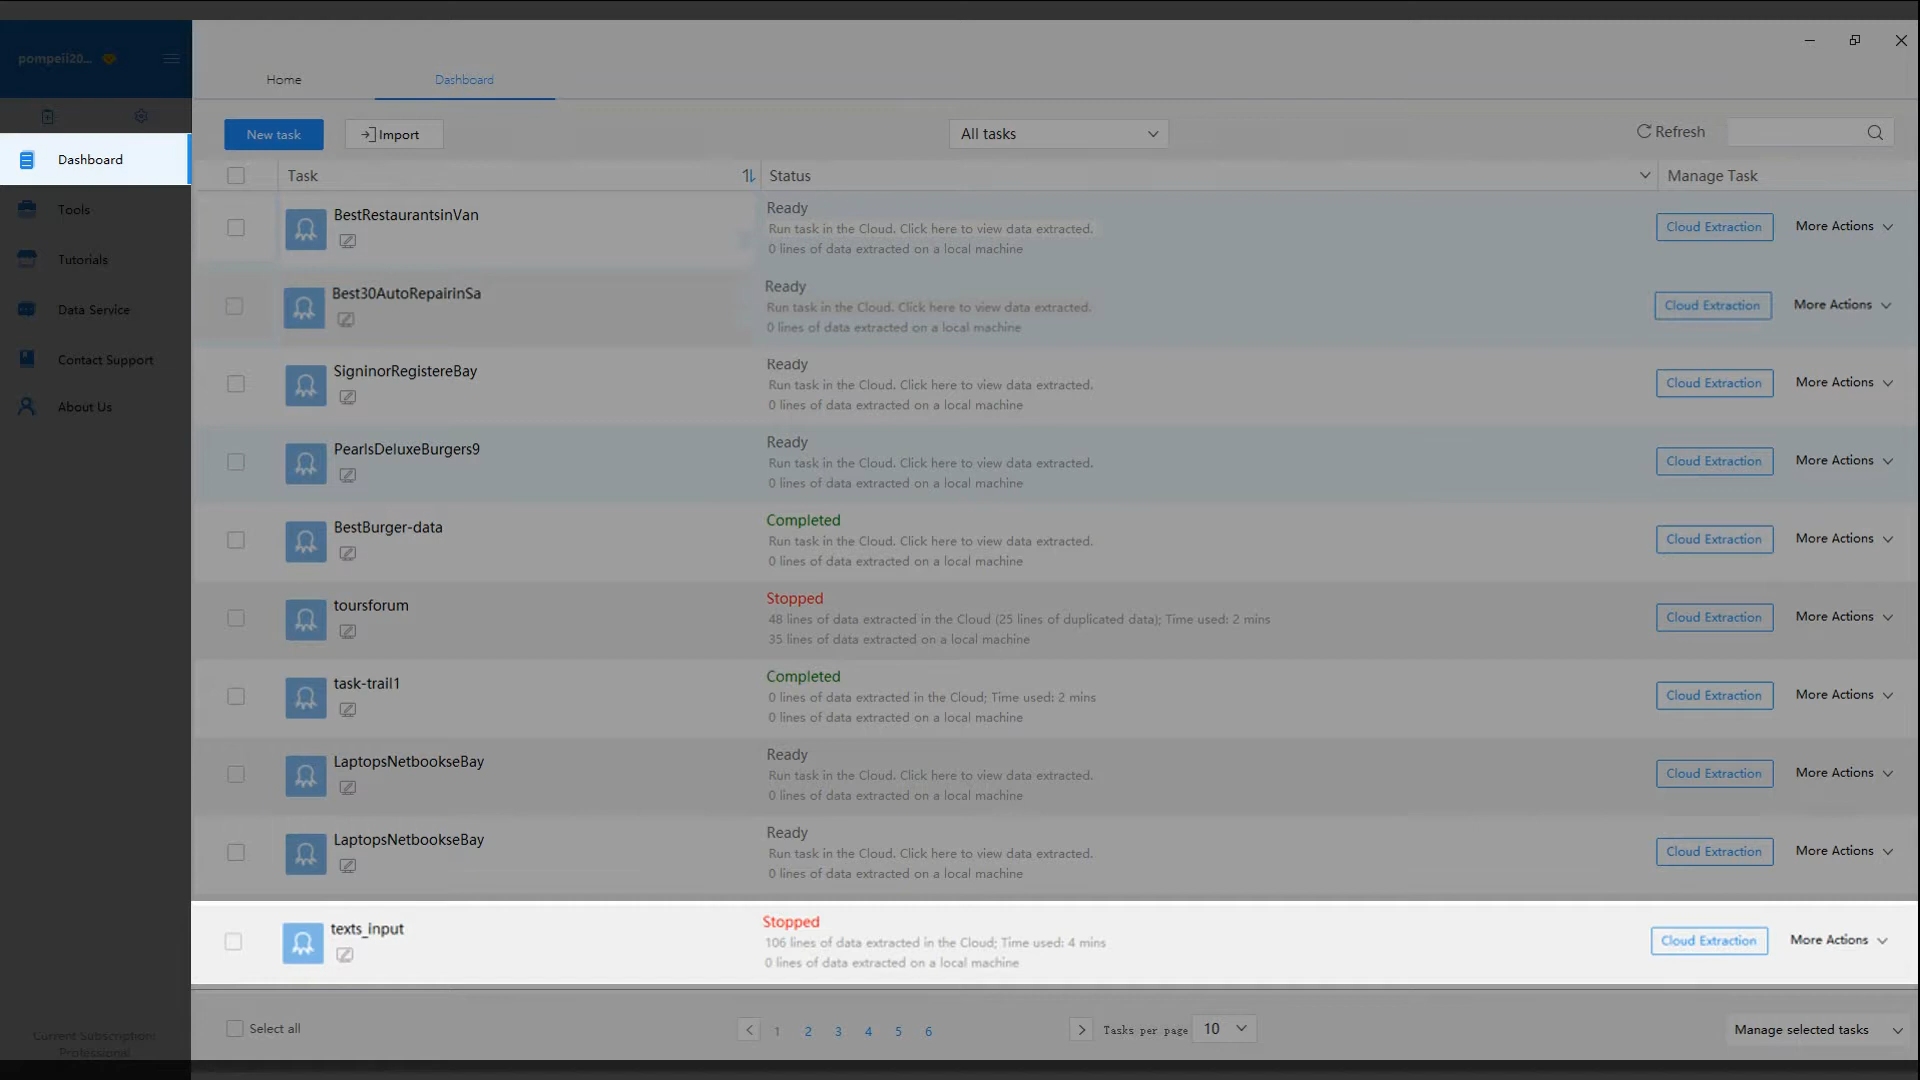 pompeii20...
Home
Dashboard
New task
Import
All tasks
Refresh
Dashboard
Tools
Tutorials
Data Service
Contact Support
About Us
Task
Status
Manage Task
BestRestaurantsinVan
Ready
Run task in the Cloud. Click here to view data extracted.
0 lines of data extracted on a local machine
Cloud Extraction
More Actions
Best30AutoRepairinSa
Ready
Run task in the Cloud. Click here to view data extracted.
0 lines of data extracted on a local machine
Cloud Extraction
More Actions
SigninorRegistereBay
Ready
Run task in the Cloud. Click here to view data extracted.
0 lines of data extracted on a local machine
Cloud Extraction
More Actions
PearlsDeluxeBurgers9
Ready
Run task in the Cloud. Click here to view data extracted.
0 lines of data extracted on a local machine
Cloud Extraction
More Actions
BestBurger-data
Completed
Run task in the Cloud. Click here to view data extracted.
0 lines of data extracted on a local machine
Cloud Extraction
More Actions
toursforum
Stopped
48 lines of data extracted in the Cloud (25 lines of duplicated data); Time used: 2 mins
35 lines of data extracted on a local machine
Cloud Extraction
More Actions
task-trail1
Completed
0 lines of data extracted in the Cloud; Time used: 2 mins
0 lines of data extracted on a local machine
Cloud Extraction
More Actions
LaptopsNetbookseBay
Ready
Run task in the Cloud. Click here to view data extracted.
0 lines of data extracted on a local machine
Cloud Extraction
More Actions
LaptopsNetbookseBay
Ready
Run task in the Cloud. Click here to view data extracted.
0 lines of data extracted on a local machine
Cloud Extraction
More Actions
texts_input
Stopped
106 lines of data extracted in the Cloud; Time used: 4 mins
0 lines of data extracted on a local machine
Cloud Extraction
More Actions
Current Subscription:
Professional
Select all
1 2 3 4 5 6
Tasks per page 10
Manage selected tasks